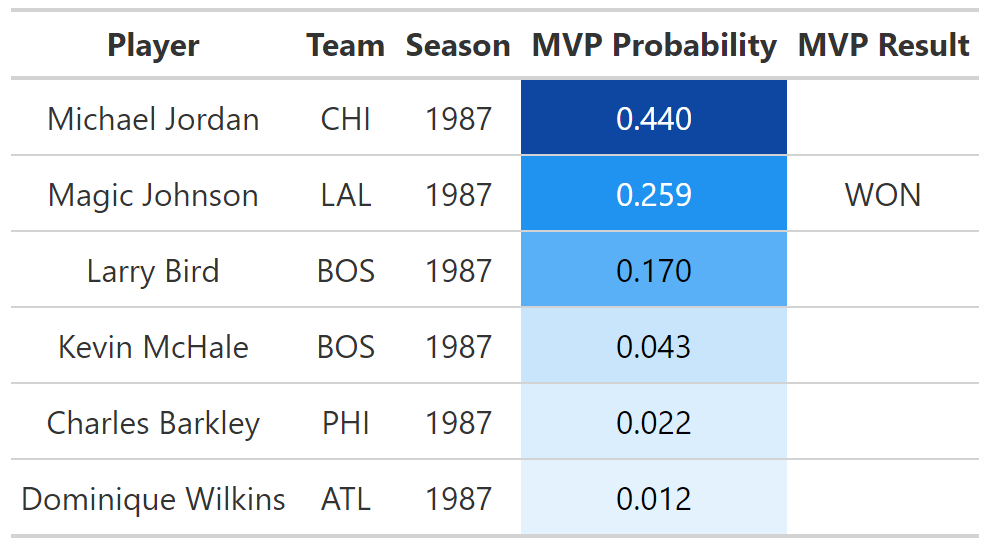 Player Team Season MVP Probability MVP Result
Michael Jordan CHI 1987 0.440
Magic Johnson LAL 1987 0.259 WON
Larry Bird BOS 1987 0.170
Kevin McHale BOS 1987 0.043
Charles Barkley PHI 1987 0.022
Dominique Wilkins ATL 1987 0.012